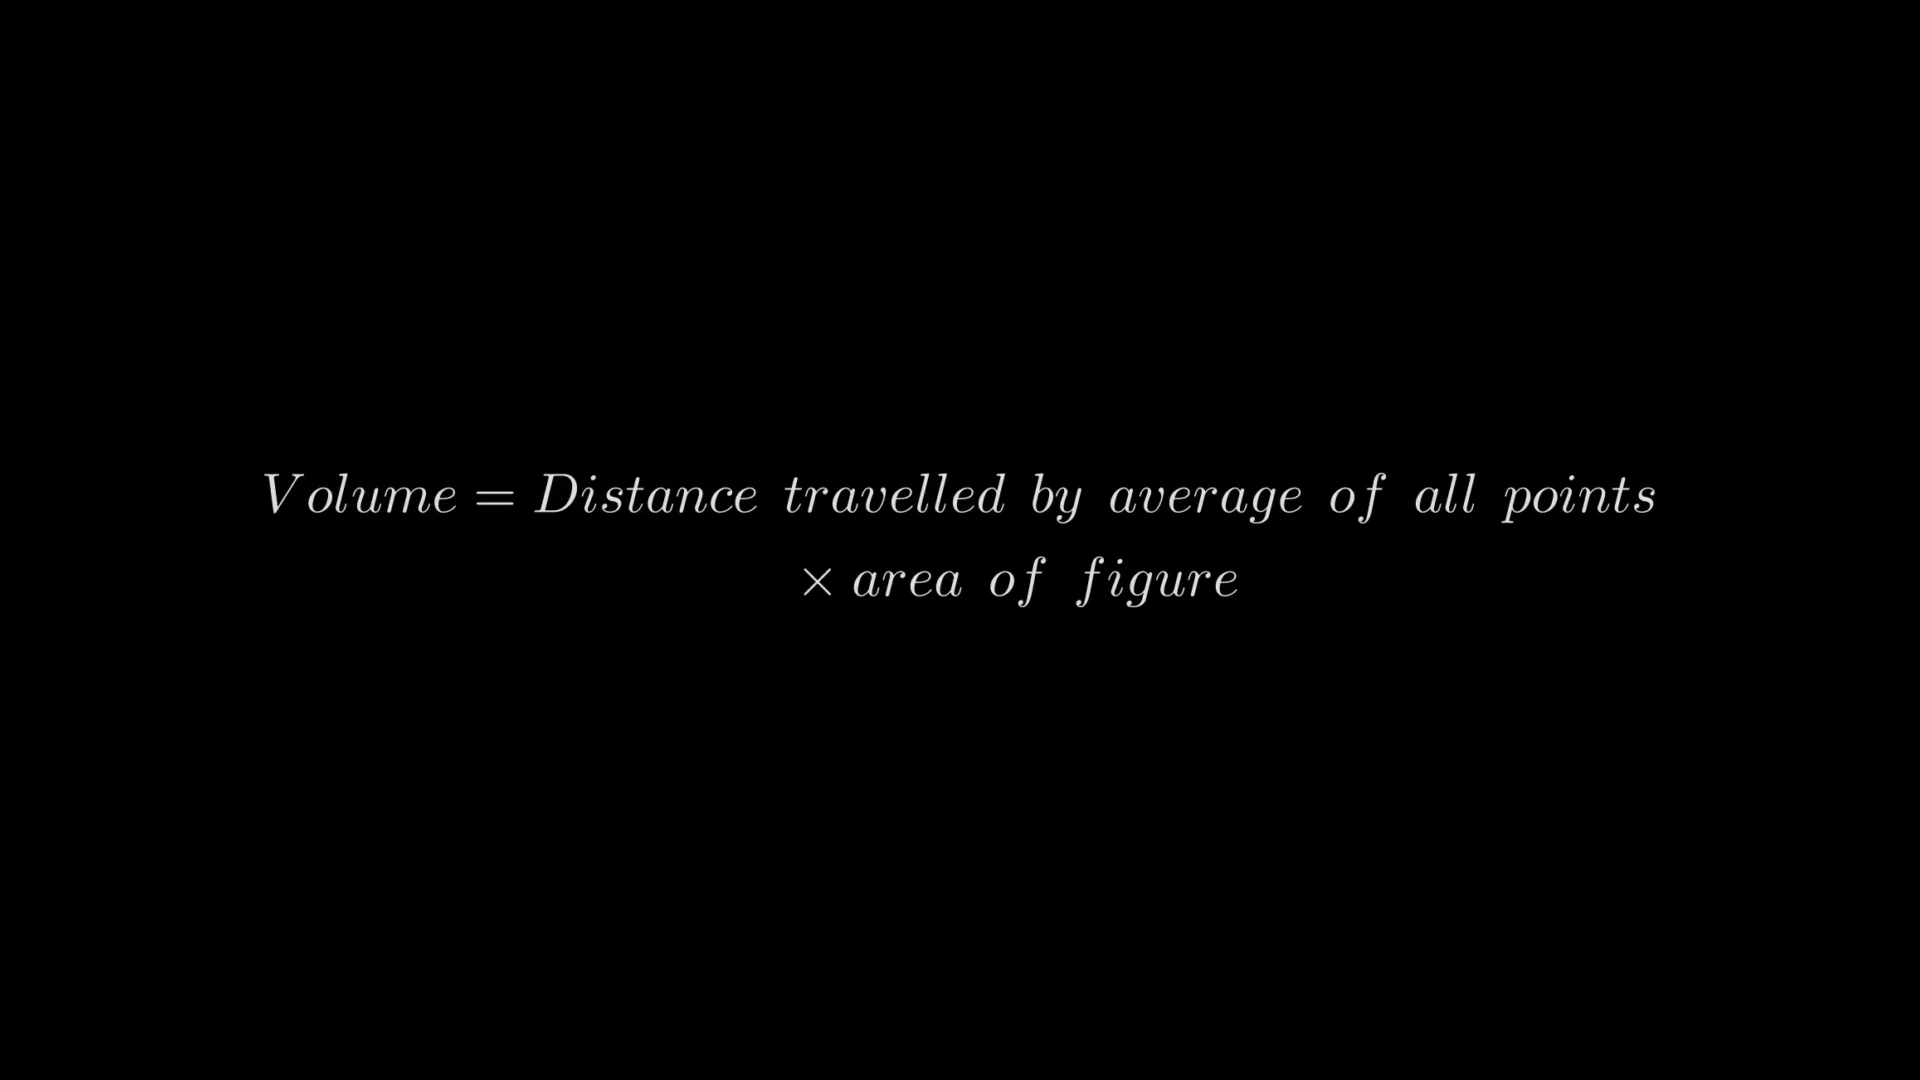 Volume = Distance travelled by average of all points
× area of figure